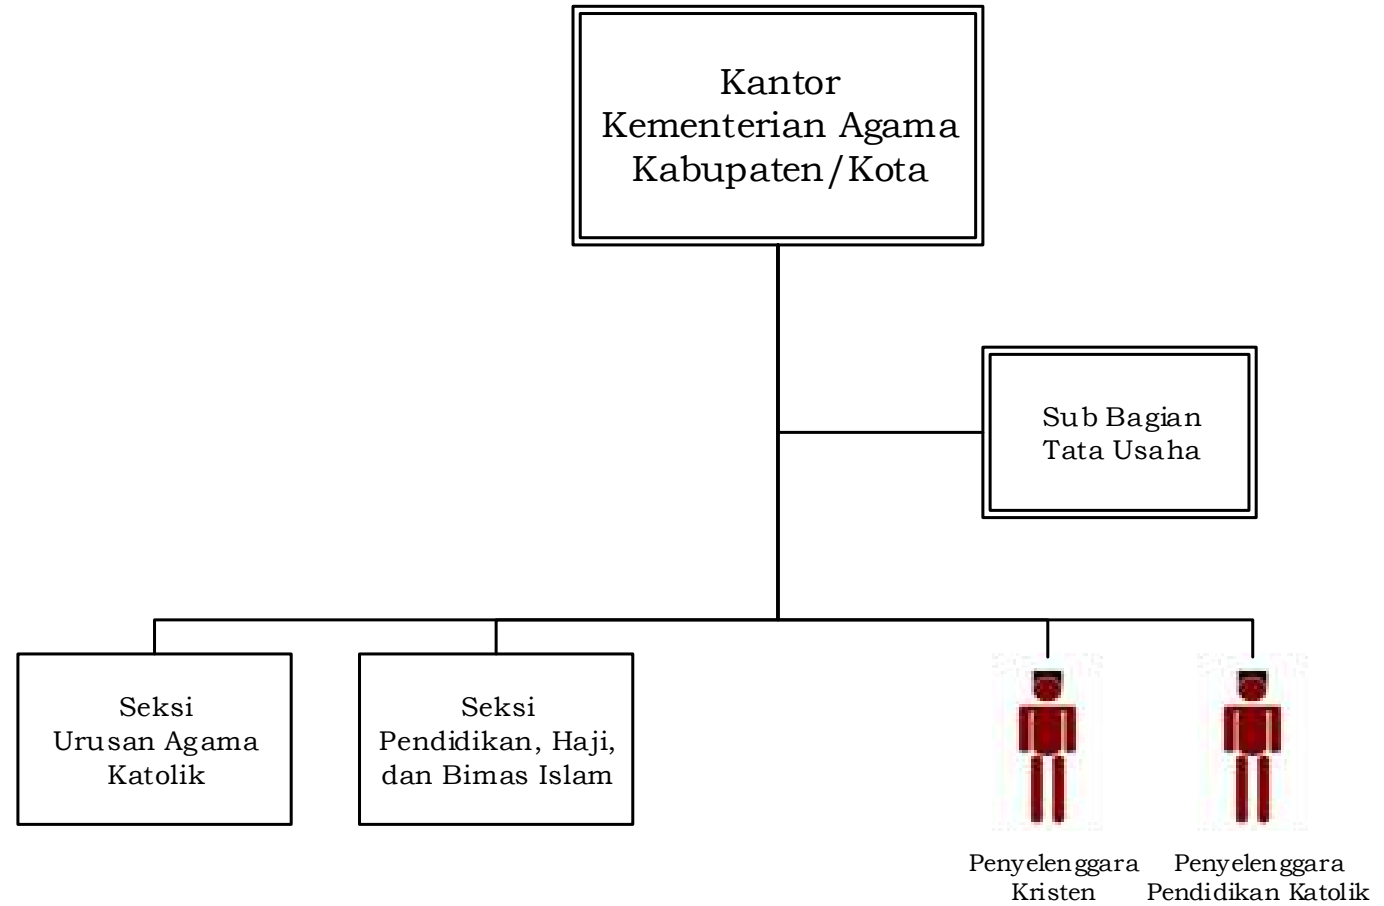 Kantor
Kementerian Agama
Kabupaten/Kota
Sub Bagian
Tata Usaha
Seksi
Urusan Agama
Katolik
Seksi
Pendidikan, Haji,
dan Bimas Islam
Penyelenggara
Kristen
Penyelenggara
Pendidikan Katolik